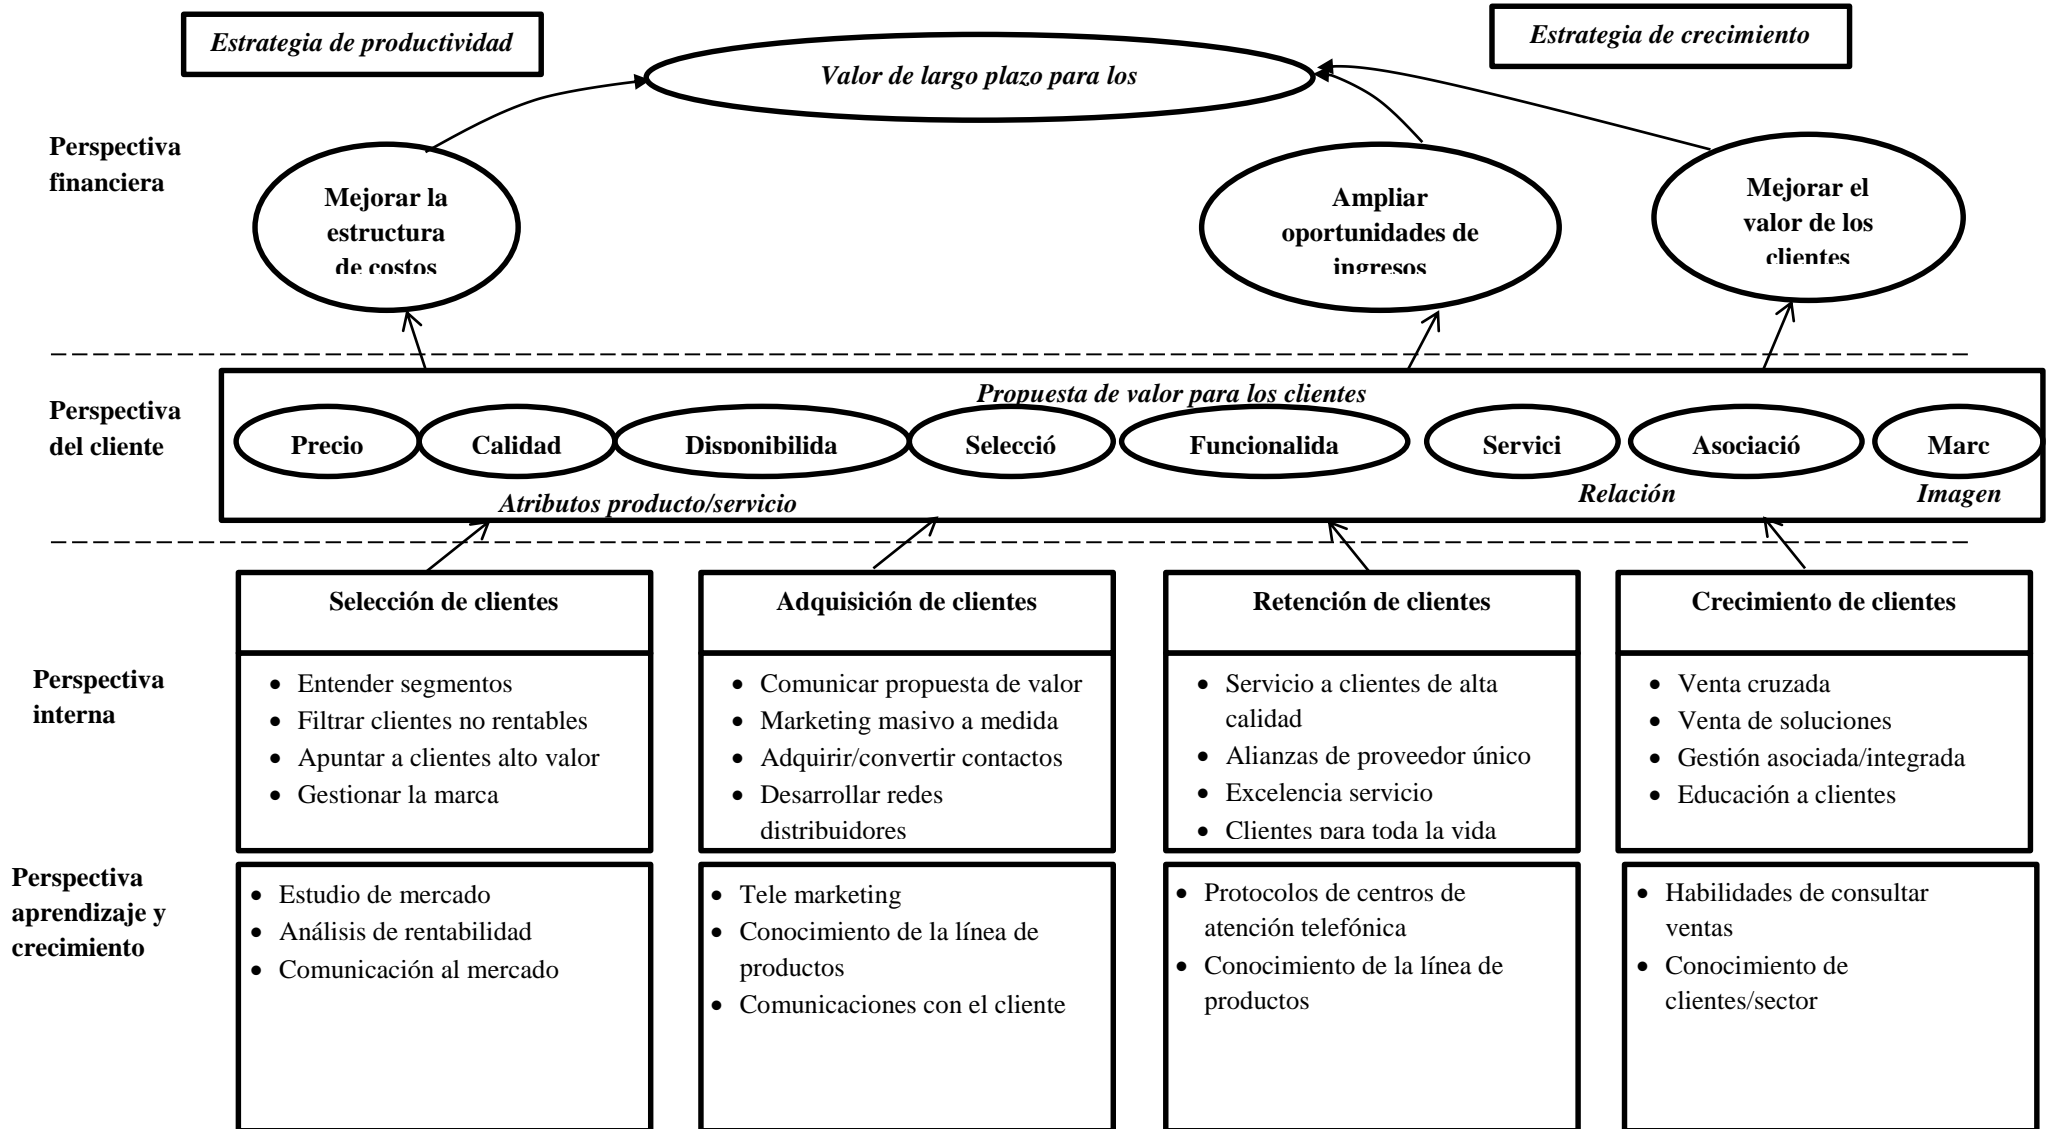 Estrategia de productividad
Estrategia de crecimiento
Valor de largo plazo para los
Perspectiva
financiera
Mejorar la
estructura
de costos
Ampliar
oportunidades de
ingresos
Mejorar el
valor de los
clientes
Perspectiva
del cliente
Propuesta de valor para los clientes
Precio
Calidad
Disponibilida
Selecció
Funcionalida
Servici
Asociació
Marc
Atributos producto/servicio
Relación
Imagen
Perspectiva
interna
Selección de clientes
• Entender segmentos
• Filtrar clientes no rentables
• Apuntar a clientes alto valor
• Gestionar la marca
Adquisición de clientes
• Comunicar propuesta de valor
• Marketing masivo a medida
• Adquirir/convertir contactos
• Desarrollar redes
distribuidores
Retención de clientes
• Servicio a clientes de alta
calidad
• Alianzas de proveedor único
• Excelencia servicio
• Clientes para toda la vida
Crecimiento de clientes
• Venta cruzada
• Venta de soluciones
• Gestión asociada/integrada
• Educación a clientes
Perspectiva
aprendizaje y
crecimiento
• Estudio de mercado
• Análisis de rentabilidad
• Comunicación al mercado
• Tele marketing
• Conocimiento de la línea de
productos
• Comunicaciones con el cliente
• Protocolos de centros de
atención telefónica
• Conocimiento de la línea de
productos
• Habilidades de consultar
ventas
• Conocimiento de
clientes/sector